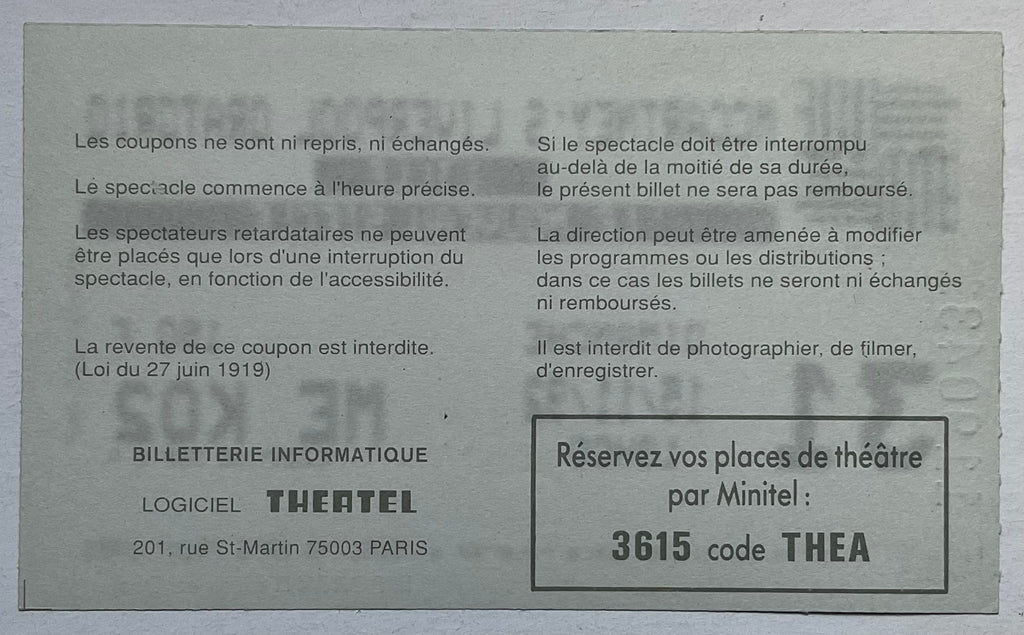 Les coupons ne sont ni repris, ni échangés.
Le spectacle commence à l'heure précise.
Les spectateurs retardataires ne peuvent
être placés que lors d'une interruption du
spectacle, en fonction de l'accessibilité.
La revente de ce coupon est interdite.
(Loi du 27 juin 1919)
BILLETTERIE INFORMATIQUE
LOGICIEL THEATEL
201, rue St-Martin 75003 PARIS
Si le spectacle doit être interrompu
au-delà de la moitié de sa durée,
le présent billet ne sera pas remboursé.
La direction peut être amenée à modifier
les programmes ou les distributions ;
dans ce cas les billets ne seront ni échangés
ni remboursés.
Il est interdit de photographier, de filmer,
d'enregistrer.
Réservez vos places de théâtre
par Minitel :
3615 code THEA